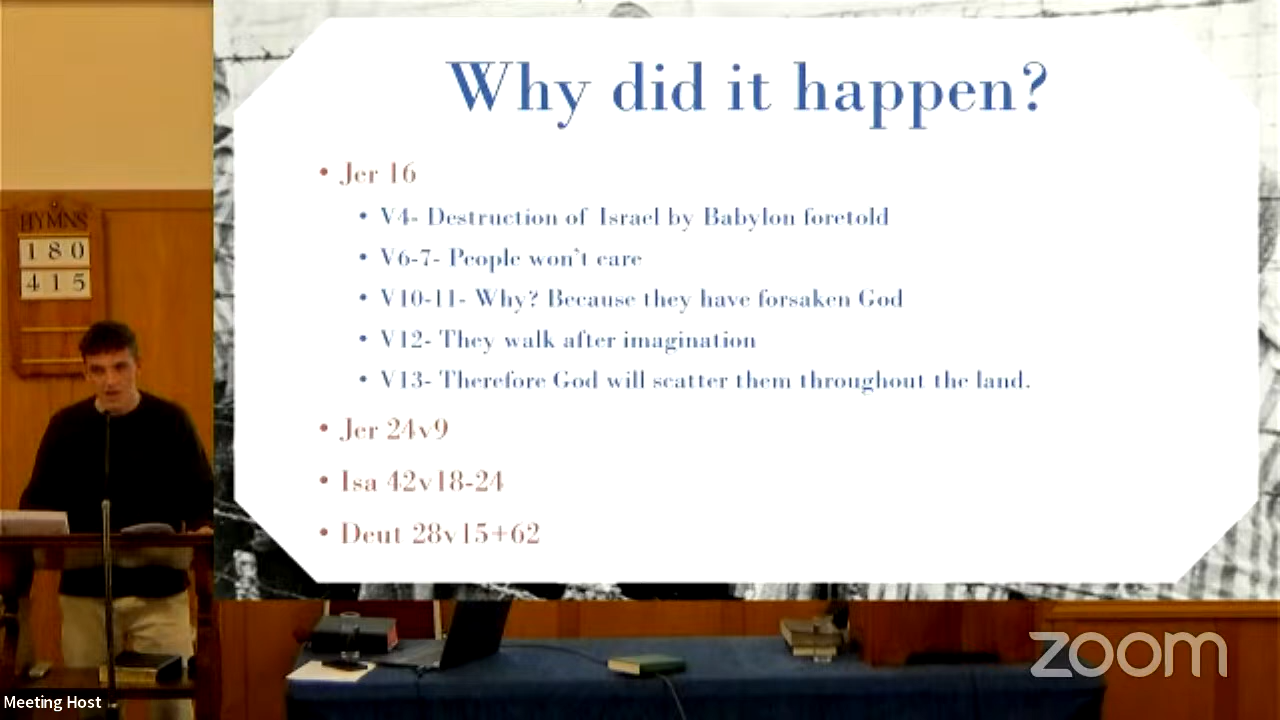 Why did it happen?
• Jer 16
• V4- Destruction of Israel by Babylon foretold
• V6-7- People won't care
• V10-11- Why? Because they have forsaken God
• V12- They walk after imagination
• V13- Therefore God will scatter them throughout the land.
• Jer 24v9
• Isa 42v18-24
• Deut 28v15+62
HYMNS
180
415
zoom
Meeting Host